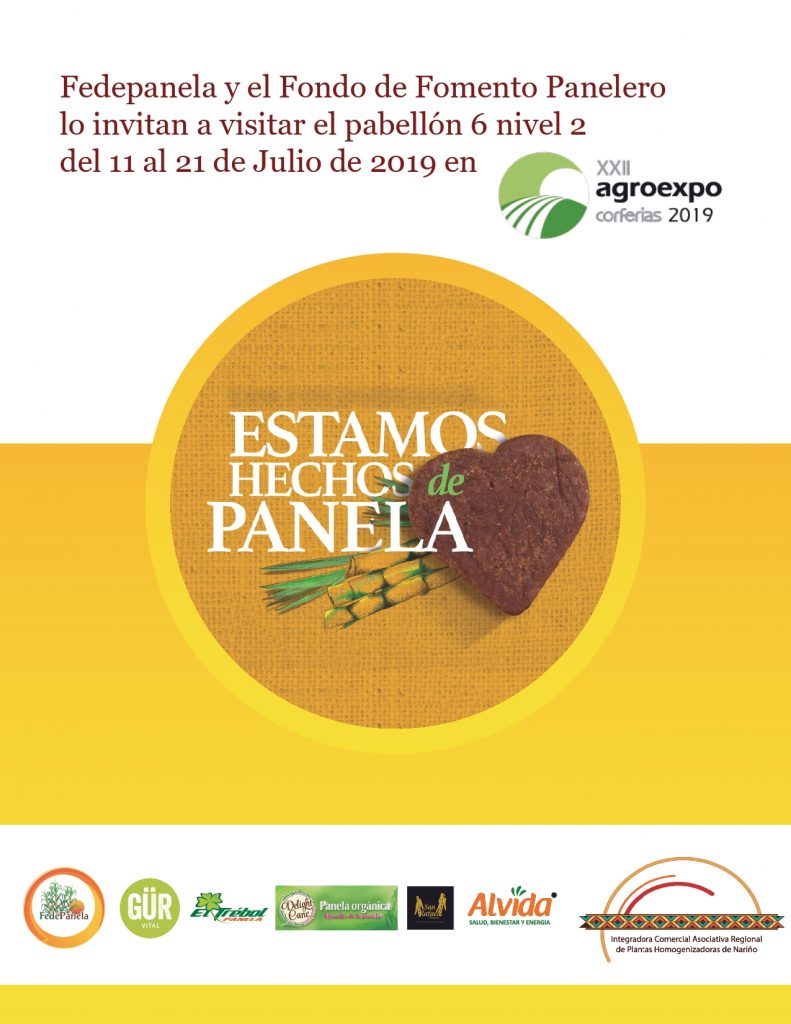 Fedepanela y el Fondo de Fomento Panelero
lo invitan a visitar el pabellón 6 nivel 2
del 11 al 21 de Julio de 2019 en
XXII
agroexpo
corferias 2019
ESTAMOS
HECHOS de
PANELA
FedePanela
GÜR
VITAL
El Trébol
PANELA
Delight
Cane
Panela orgánica
San
Rafael
Alvida
SALUD, BIENESTAR Y ENERGIA
Integradora Comercial Asociativa Regional
de Plantas Homogenizadoras de Nariño